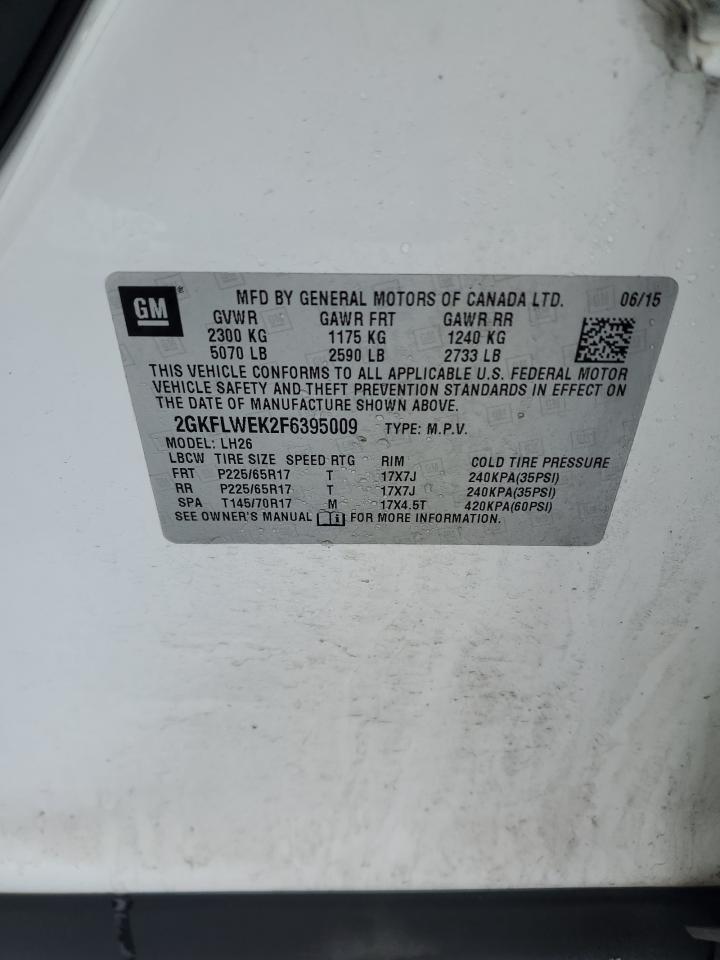 GM ®
MFD BY GENERAL MOTORS OF CANADA LTD. 06/15
GVWR GAWR FRT GAWR RR
2300 KG 1175 KG 1240 KG
5070 LB 2590 LB 2733 LB
THIS VEHICLE CONFORMS TO ALL APPLICABLE U.S. FEDERAL MOTOR
VEHICLE SAFETY AND THEFT PREVENTION STANDARDS IN EFFECT ON
THE DATE OF MANUFACTURE SHOWN ABOVE.
2GKFLWEK2F6395009 TYPE: M.P.V.
MODEL: LH26
LBCW TIRE SIZE SPEED RTG RIM COLD TIRE PRESSURE
FRT P225/65R17 T 17X7J 240KPA(35PSI)
RR P225/65R17 T 17X7J 240KPA(35PSI)
SPA T145/70R17 M 17X4.5T 420KPA(60PSI)
SEE OWNER'S MANUAL FOR MORE INFORMATION.